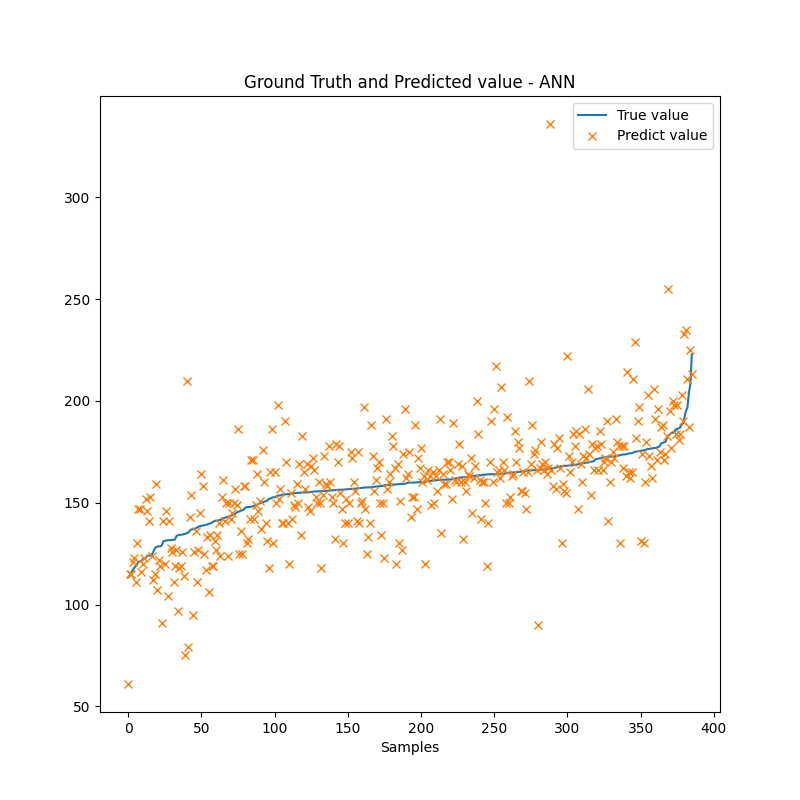 Ground Truth and Predicted value - ANN
True value
Predict value
300
250
200
150
100
50
0 50 100 150 200 250 300 350 400
Samples